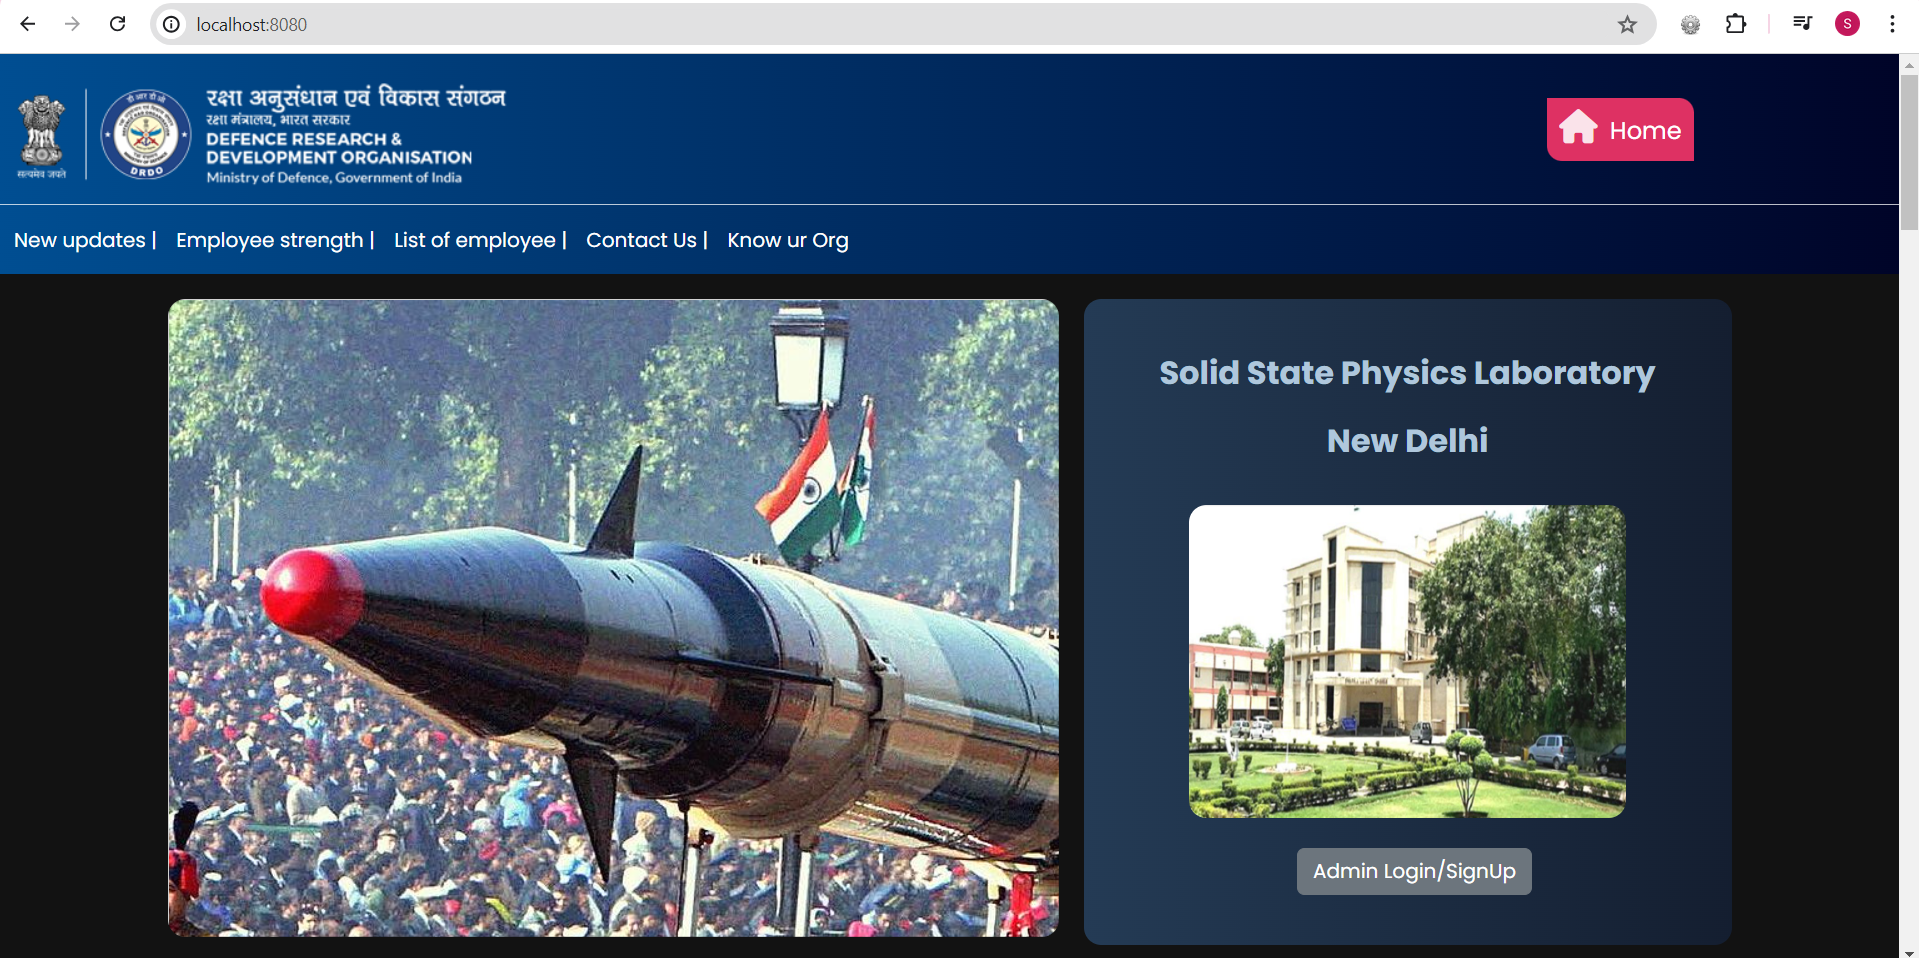 localhost:8080
S
सत्यमेव जयते
डी आर डी ओ
DRDO
रक्षा अनुसंधान एवं विकास संगठन
रक्षा मंत्रालय, भारत सरकार
DEFENCE RESEARCH &
DEVELOPMENT ORGANISATION
Ministry of Defence, Government of India
Home
New updates | Employee strength | List of employee | Contact Us | Know ur Org
Solid State Physics Laboratory
New Delhi
Admin Login/SignUp